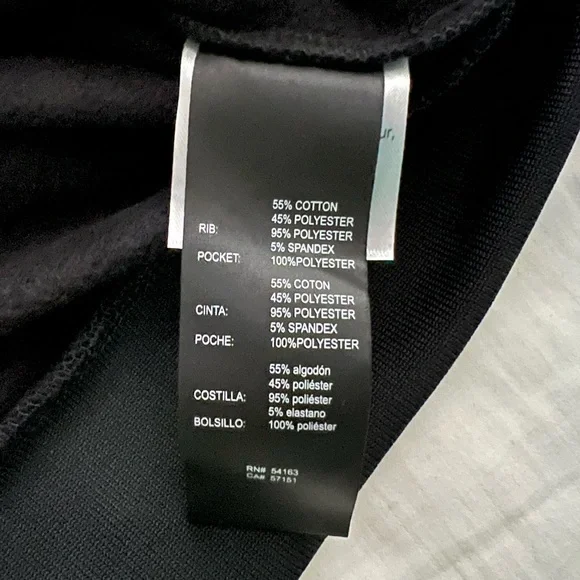 ur,
55% COTTON
45% POLYESTER
RIB: 95% POLYESTER
5% SPANDEX
POCKET: 100%POLYESTER
55% COTON
45% POLYESTER
CINTA: 95% POLYESTER
5% SPANDEX
POCHE: 100%POLYESTER
55% algodón
45% poliéster
COSTILLA: 95% poliéster
5% elastano
BOLSILLO: 100% poliéster
RN# 54163
CA# 57151